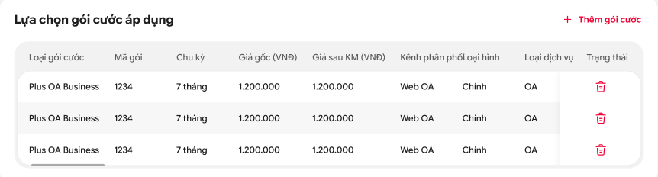 Lựa chọn gói cước áp dụng
+ Thêm gói cước
Loại gói cước Mã gói Chu kỳ Giá gốc (VNĐ) Giá sau KM (VNĐ) Kênh phân phối oại hình Loại dịch vụ Trạng thái
Plus OA Business 1234 7 tháng 1.200.000 1.200.000 Web OA Chính OA
Plus OA Business 1234 7 tháng 1.200.000 1.200.000 Web OA Chính OA
Plus OA Business 1234 7 tháng 1.200.000 1.200.000 Web OA Chính OA